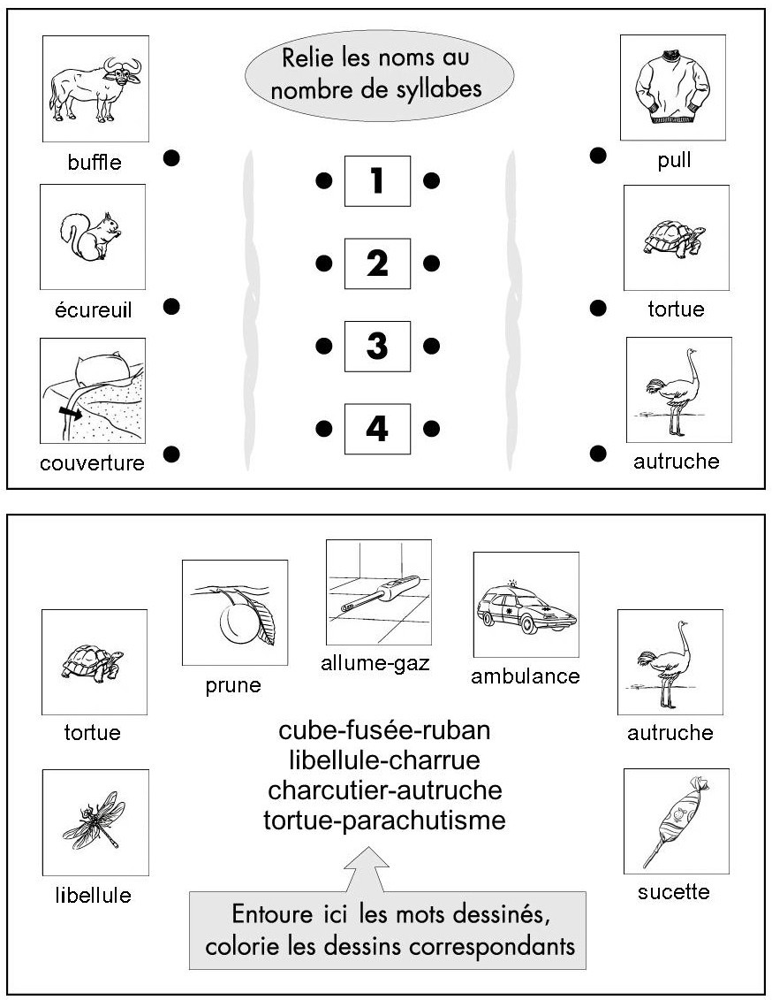 Relie les noms au
nombre de syllabes
buffle
pull
1
écureuil
2
tortue
3
couverture
4
autruche
prune
allume-gaz
ambulance
tortue
autruche
cube-fusée-ruban
libellule-charrue
charcutier-autruche
tortue-parachutisme
libellule
sucette
Entoure ici les mots dessinés,
colorie les dessins correspondants